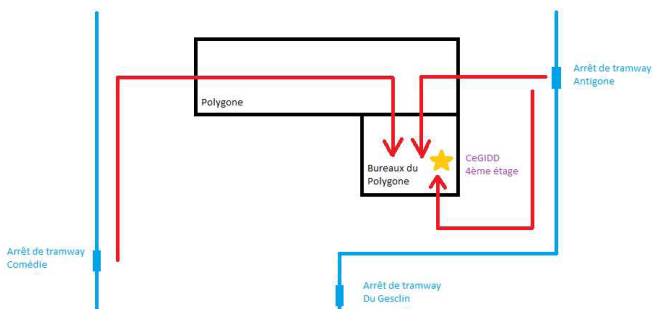 Arrêt de tramway
Antigone
Polygone
CeGIDD
4ème étage
Bureaux du
Polygone
Arrêt de tramway
Comédie
Arrêt de tramway
Du Gesclin